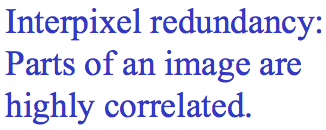 Interpixel redundancy:
Parts of an image are
highly correlated.